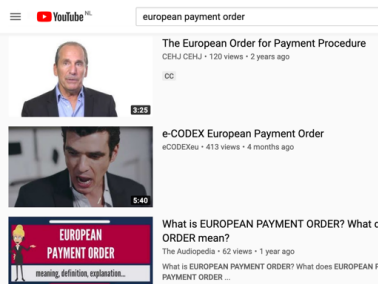 YouTube NL
european payment order
The European Order for Payment Procedure
CEHJ CEHJ • 120 views • 2 years ago
CC
3:25
e-CODEX European Payment Order
eCODEXeu • 413 views • 4 months ago
5:40
What is EUROPEAN PAYMENT ORDER? What
ORDER mean?
The Audiopedia • 62 views • 1 year ago
What is EUROPEAN PAYMENT ORDER? What does EUROPEAN
PAYMENT ORDER ...
EUROPEAN
PAYMENT ORDER
meaning, definition, explanation...